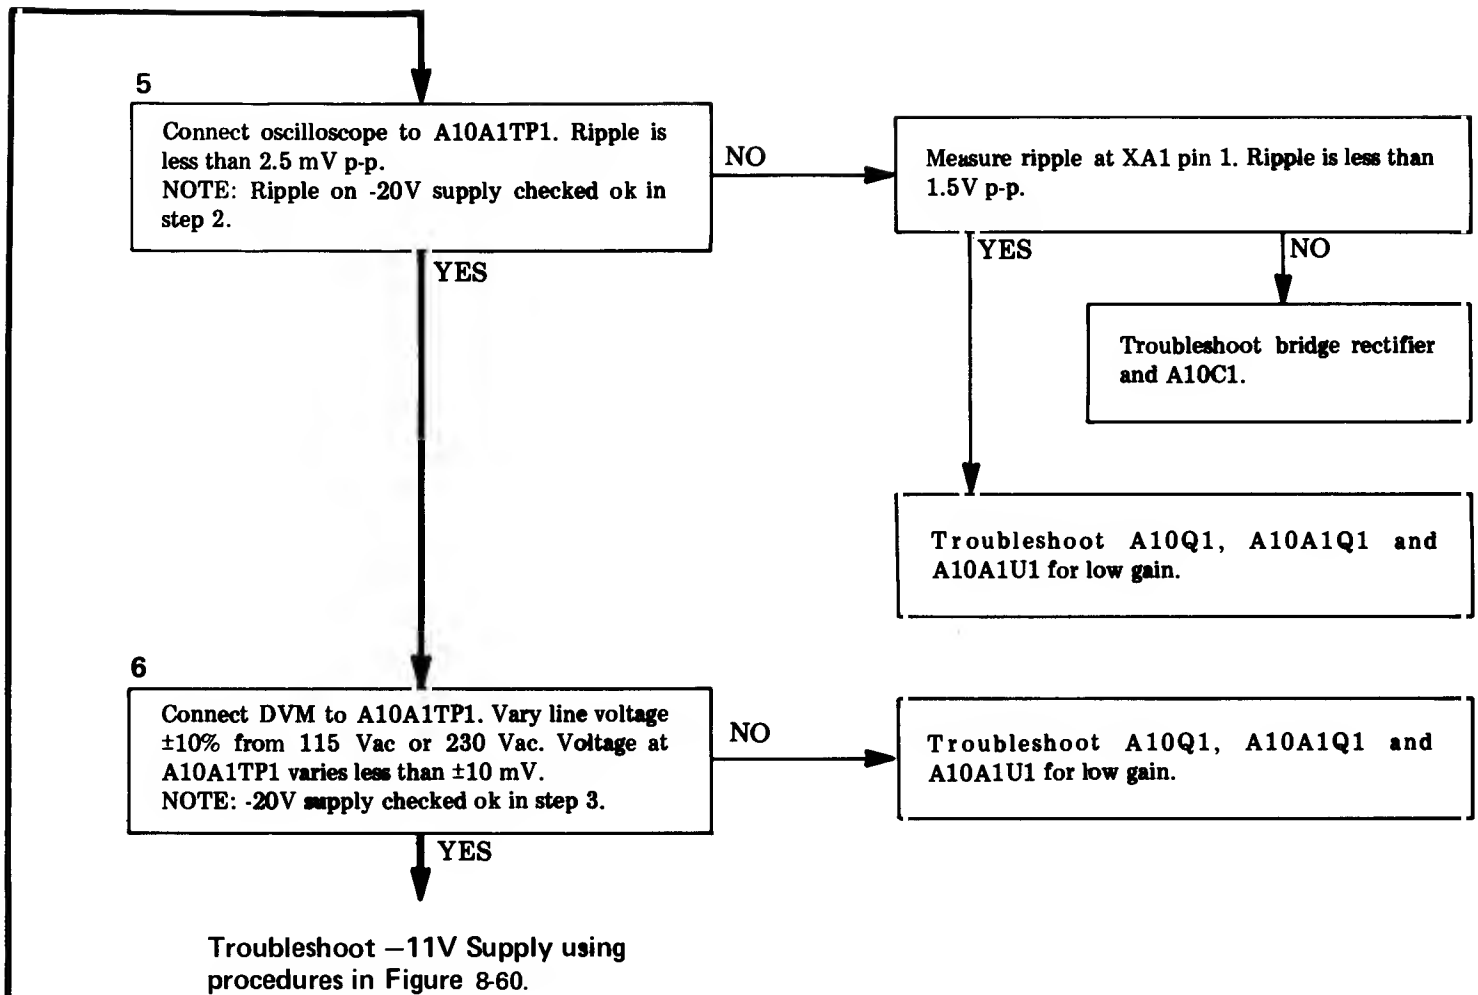 5
Connect oscilloscope to A10A1TP1. Ripple is
less than 2.5 mV p-p.
NOTE: Ripple on -20V supply checked ok in
step 2.
NO
Measure ripple at XA1 pin 1. Ripple is less than
1.5V p-p.
YES
YES
NO
Troubleshoot bridge rectifier
and A10C1.
Troubleshoot A10Q1, A10A1Q1 and
A10A1U1 for low gain.
6
Connect DVM to A10A1TP1. Vary line voltage
±10% from 115 Vac or 230 Vac. Voltage at
A10A1TP1 varies less than ±10 mV.
NOTE: -20V supply checked ok in step 3.
NO
Troubleshoot A10Q1, A10A1Q1 and
A10A1U1 for low gain.
YES
Troubleshoot —11V Supply using
procedures in Figure 8-60.